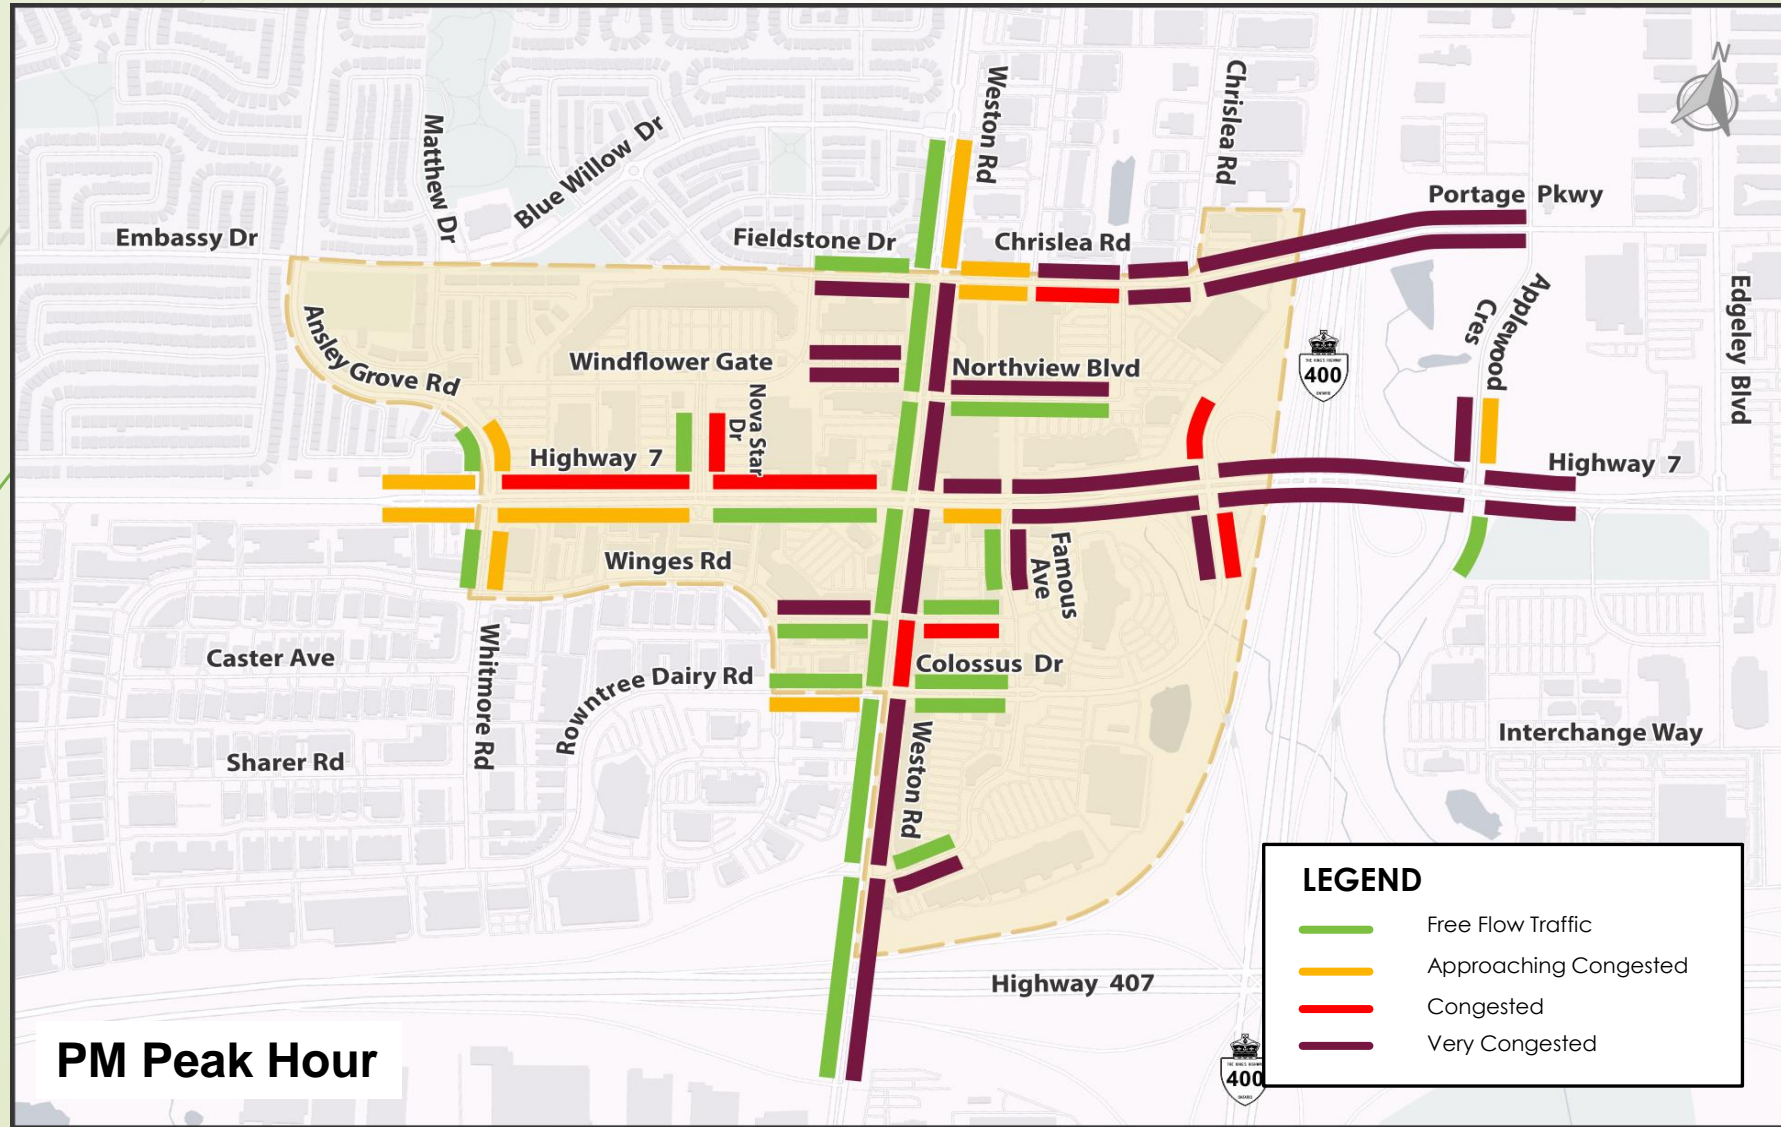 N
Weston Rd
Chrislea Rd
Matthew Dr
Blue Willow Dr
Portage Pkwy
Embassy Dr
Fieldstone Dr
Chrislea Rd
Applewood
Cres
Edgeley Blvd
Ansley Grove Rd
Windflower Gate
Northview Blvd
400
Nova Star
Dr
Highway 7
Highway 7
Winges Rd
Famous
Ave
Whitmore Rd
Caster Ave
Rowntree Dairy Rd
Colossus Dr
Weston Rd
Sharer Rd
Interchange Way
Highway 407
400
LEGEND
Free Flow Traffic
Approaching Congested
Congested
Very Congested
PM Peak Hour